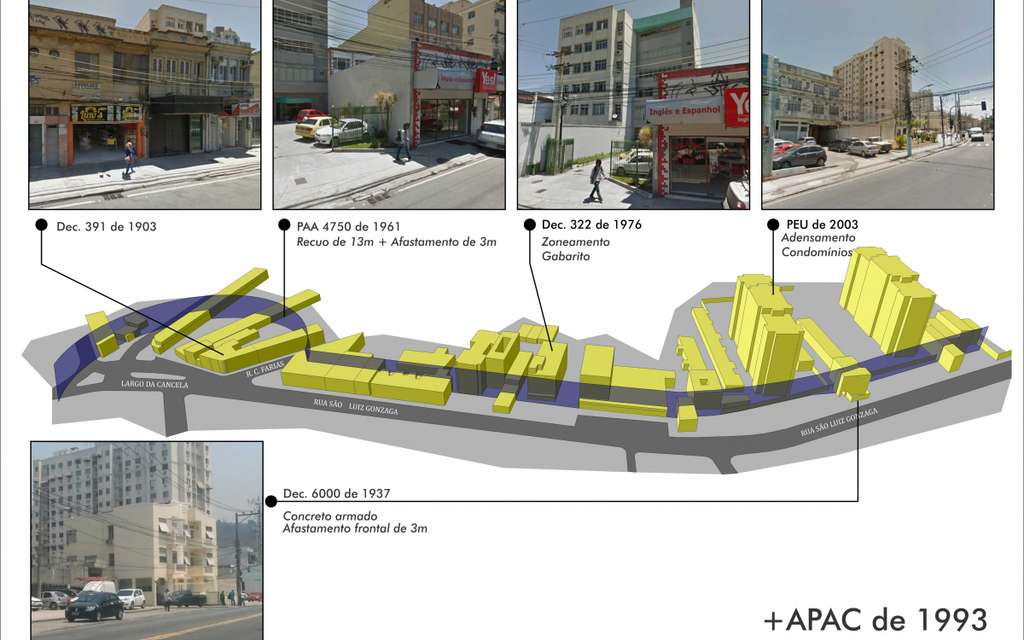 Inglês e Espanhol
Yes!
Dec. 391 de 1903
PAA 4750 de 1961
Recuo de 13m + Afastamento de 3m
Dec. 322 de 1976
Zoneamento
Gabarito
PEU de 2003
Adensamento
Condomínios
LARGO DA CANCELA
R. C. FARIAS
RUA SÃO LUIZ GONZAGA
RUA SÃO LUIZ GONZAGA
Dec. 6000 de 1937
Concreto armado
Afastamento frontal de 3m
+APAC de 1993